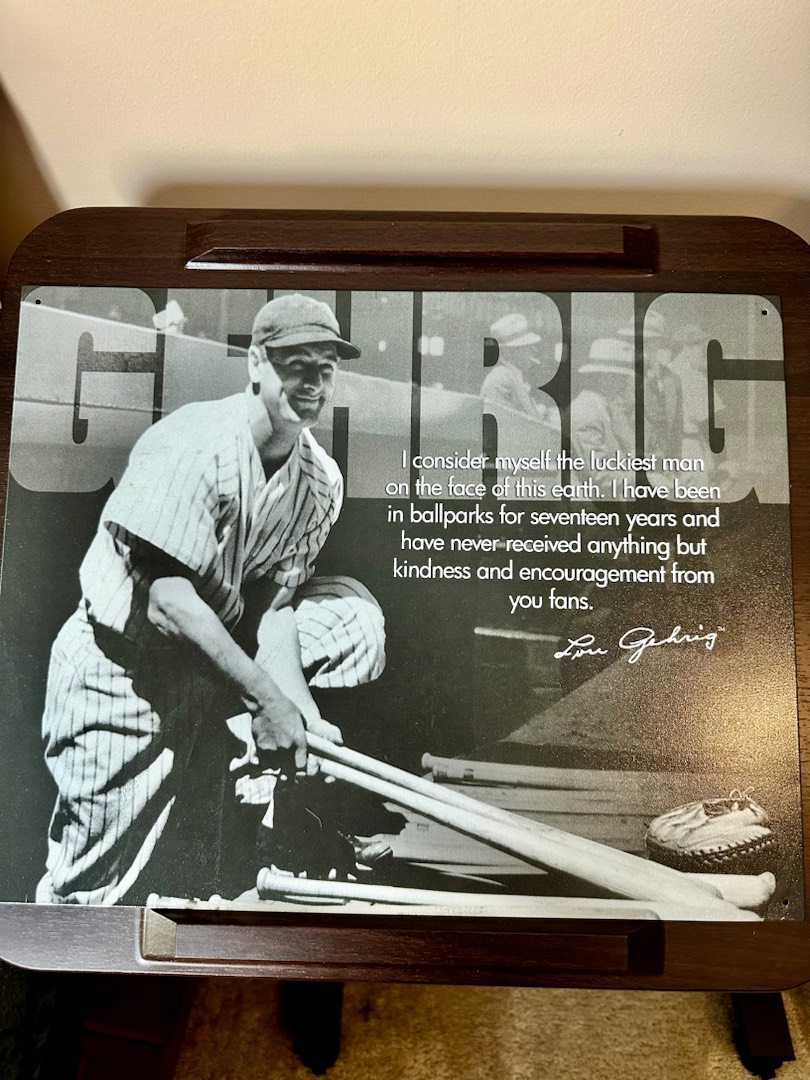 GEHRIG
I consider myself the luckiest man
on the face of this earth. I have been
in ballparks for seventeen years and
have never received anything but
kindness and encouragement from
you fans.
Lou Gehrig™